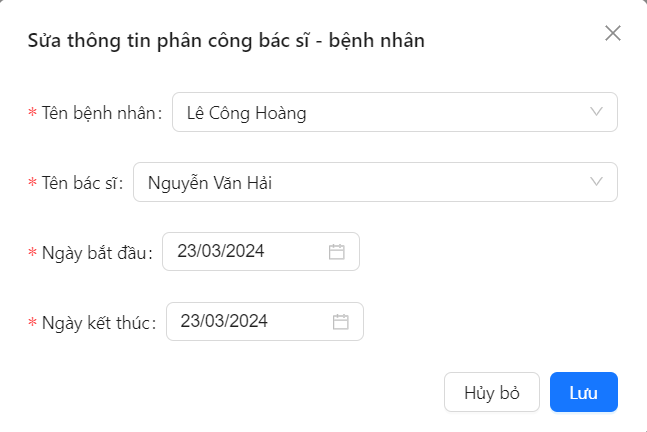 Sửa thông tin phân công bác sĩ - bệnh nhân
* Tên bệnh nhân: Lê Công Hoàng
* Tên bác sĩ: Nguyễn Văn Hải
* Ngày bắt đầu: 23/03/2024
* Ngày kết thúc: 23/03/2024
Hủy bỏ Lưu